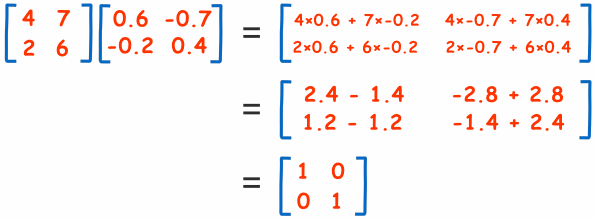 4 7 0.6 -0.7 = 4×0.6 + 7×-0.2 4×-0.7 + 7×0.4
2 6 -0.2 0.4 2×0.6 + 6×-0.2 2×-0.7 + 6×0.4
= 2.4 - 1.4 -2.8 + 2.8
1.2 - 1.2 -1.4 + 2.4
= 1 0
0 1